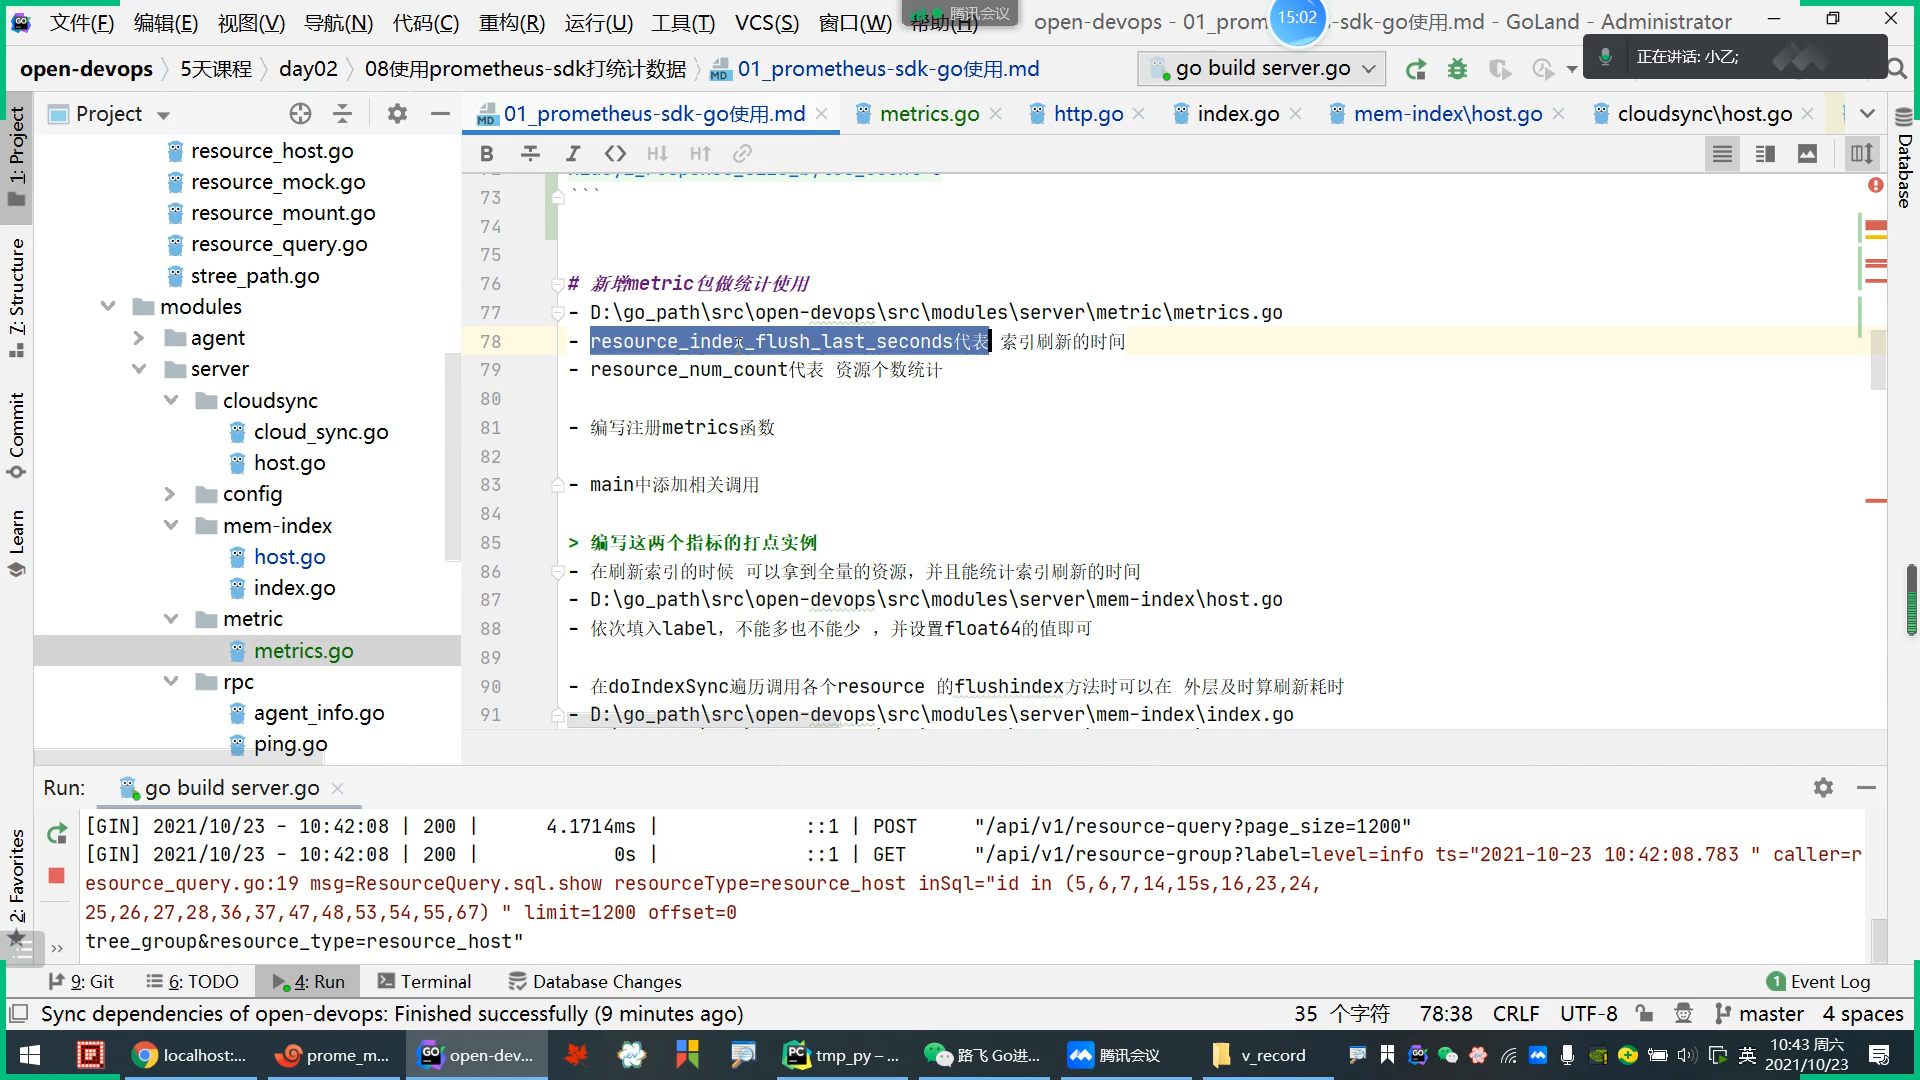 文件(F) 编辑(E) 视图(V) 导航(N) 代码(C) 重构(R) 运行(U) 工具(T) VCS(S) 窗口(W) 帮助(H) 腾讯会议 open-devops - 01_prom 15:02 -sdk-go使用.md - GoLand - Administrator
正在讲话: 小乙;
open-devops 5天课程 day02 08使用prometheus-sdk打统计数据 01_prometheus-sdk-go使用.md go build server.go
Project 01_prometheus-sdk-go使用.md metrics.go http.go index.go mem-index\host.go cloudsync\host.go
1: Project
7: Structure
Commit
Learn
2: Favorites
Database
resource_host.go
resource_mock.go
resource_mount.go
resource_query.go
stree_path.go
modules
agent
server
cloudsync
cloud_sync.go
host.go
config
mem-index
host.go
index.go
metric
metrics.go
rpc
agent_info.go
ping.go
73 ```
74
75
76 # 新增metric包做统计使用
77 - D:\go_path\src\open-devops\src\modules\server\metric\metrics.go
78 - resource_index_flush_last_seconds代表 索引刷新的时间
79 - resource_num_count代表 资源个数统计
80
81 - 编写注册metrics函数
82
83 - main中添加相关调用
84
85 > 编写这两个指标的打点实例
86 - 在刷新索引的时候 可以拿到全量的资源，并且能统计索引刷新的时间
87 - D:\go_path\src\open-devops\src\modules\server\mem-index\host.go
88 - 依次填入label，不能多也不能少 ，并设置float64的值即可
89
90 - 在doIndexSync遍历调用各个resource 的flushindex方法时可以在 外层及时算刷新耗时
91 - D:\go_path\src\open-devops\src\modules\server\mem-index\index.go
Run: go build server.go
[GIN] 2021/10/23 - 10:42:08 | 200 | 4.1714ms | ::1 | POST "/api/v1/resource-query?page_size=1200"
[GIN] 2021/10/23 - 10:42:08 | 200 | 0s | ::1 | GET "/api/v1/resource-group?label=level=info ts="2021-10-23 10:42:08.783 " caller=r
esource_query.go:19 msg=ResourceQuery.sql.show resourceType=resource_host inSql="id in (5,6,7,14,15s,16,23,24,
25,26,27,28,36,37,47,48,53,54,55,67) " limit=1200 offset=0
tree_group&resource_type=resource_host"
9: Git 6: TODO 4: Run Terminal Database Changes 1 Event Log
Sync dependencies of open-devops: Finished successfully (9 minutes ago) 35 个字符 78:38 CRLF UTF-8 master 4 spaces
localhost:... prome_m... open-dev... tmp_py – ... 路飞 Go进... 腾讯会议 v_record 英 10:43 周六
2021/10/23